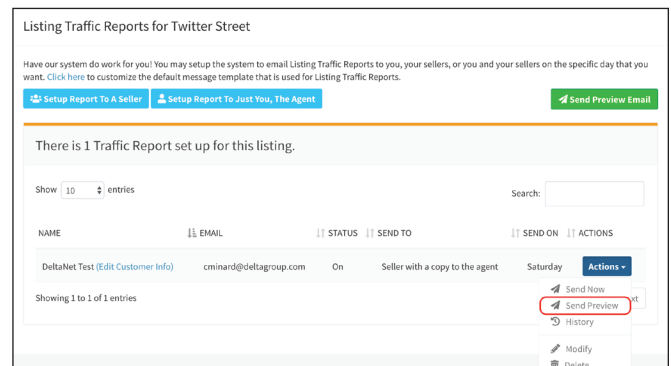 Listing Traffic Reports for Twitter Street
Have our system do work for you! You may setup the system to email Listing Traffic Reports to you, your sellers, or you and your sellers on the specific day that you
want. Click here to customize the default message template that is used for Listing Traffic Reports.
Setup Report To A Seller Setup Report To Just You, The Agent Send Preview Email
There is 1 Traffic Report set up for this listing.
Show 10 entries Search:
NAME EMAIL STATUS SEND TO SEND ON ACTIONS
DeltaNet Test (Edit Customer Info) cminard@deltagroup.com On Seller with a copy to the agent Saturday Actions
Send Now
Showing 1 to 1 of 1 entries
Send Preview
History
Modify
Delete